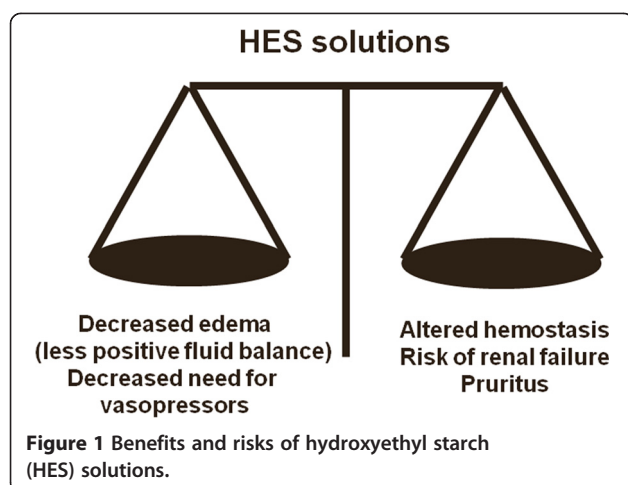 HES solutions
Decreased edema
(less positive fluid balance)
Decreased need for
vasopressors
Altered hemostasis
Risk of renal failure
Pruritus
Figure 1 Benefits and risks of hydroxyethyl starch
(HES) solutions.